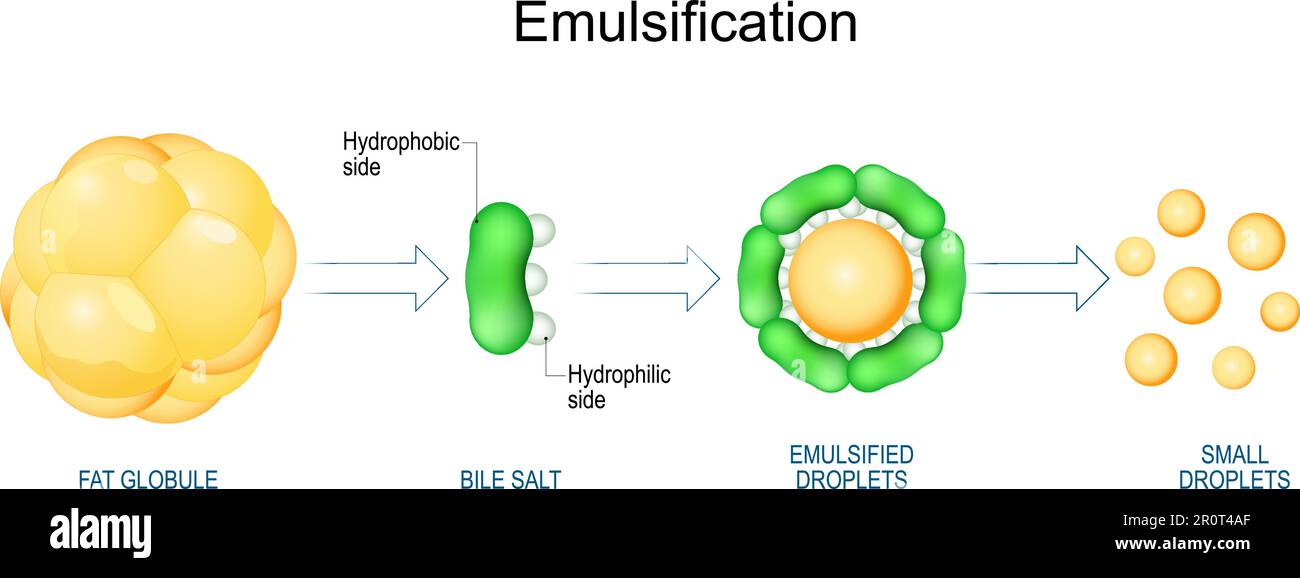 Emulsification
Hydrophobic
side
Hydrophilic
side
FAT GLOBULE
BILE SALT
EMULSIFIED
DROPLETS
SMALL
DROPLETS
a
a
a
a
alamy
Image ID: 2R0T4AF
www.alamy.com